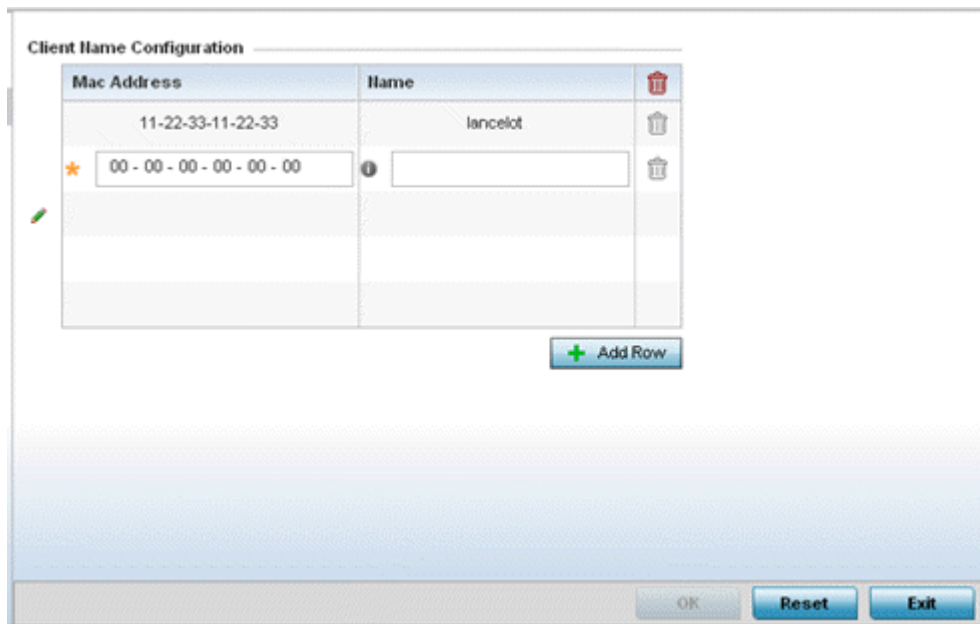 Client Name Configuration
Mac Address Name
11-22-33-11-22-33 lancelot
* 00 - 00 - 00 - 00 - 00 - 00
Add Row
OK Reset Exit